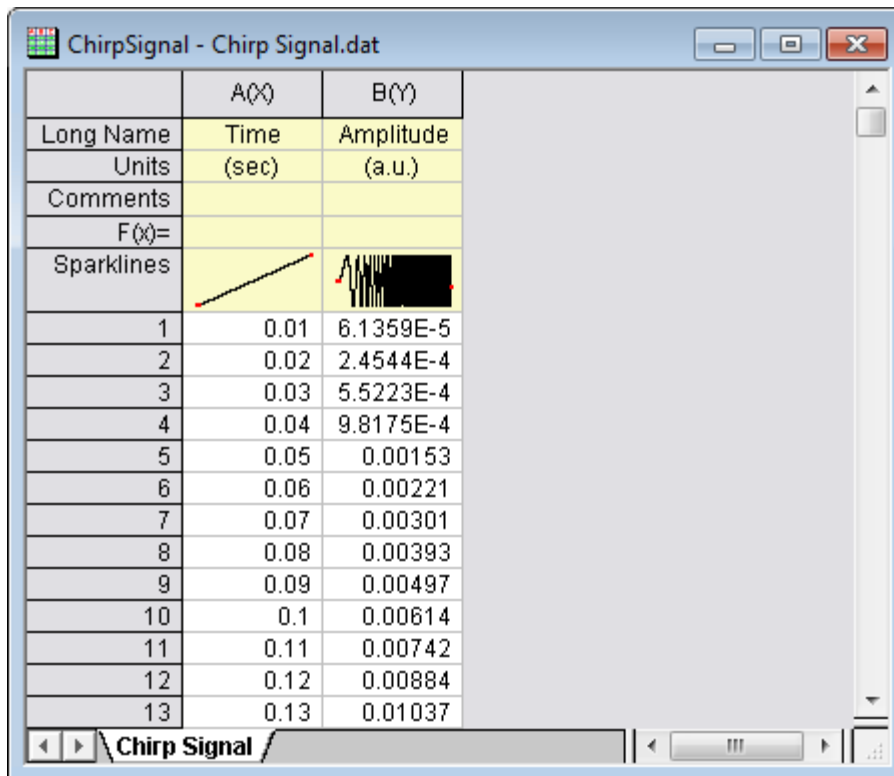 ChirpSignal - Chirp Signal.dat
A(X) B(Y)
Long Name Time Amplitude
Units (sec) (a.u.)
Comments
F(x)=
Sparklines
1 0.01 6.1359E-5
2 0.02 2.4544E-4
3 0.03 5.5223E-4
4 0.04 9.8175E-4
5 0.05 0.00153
6 0.06 0.00221
7 0.07 0.00301
8 0.08 0.00393
9 0.09 0.00497
10 0.1 0.00614
11 0.11 0.00742
12 0.12 0.00884
13 0.13 0.01037
Chirp Signal